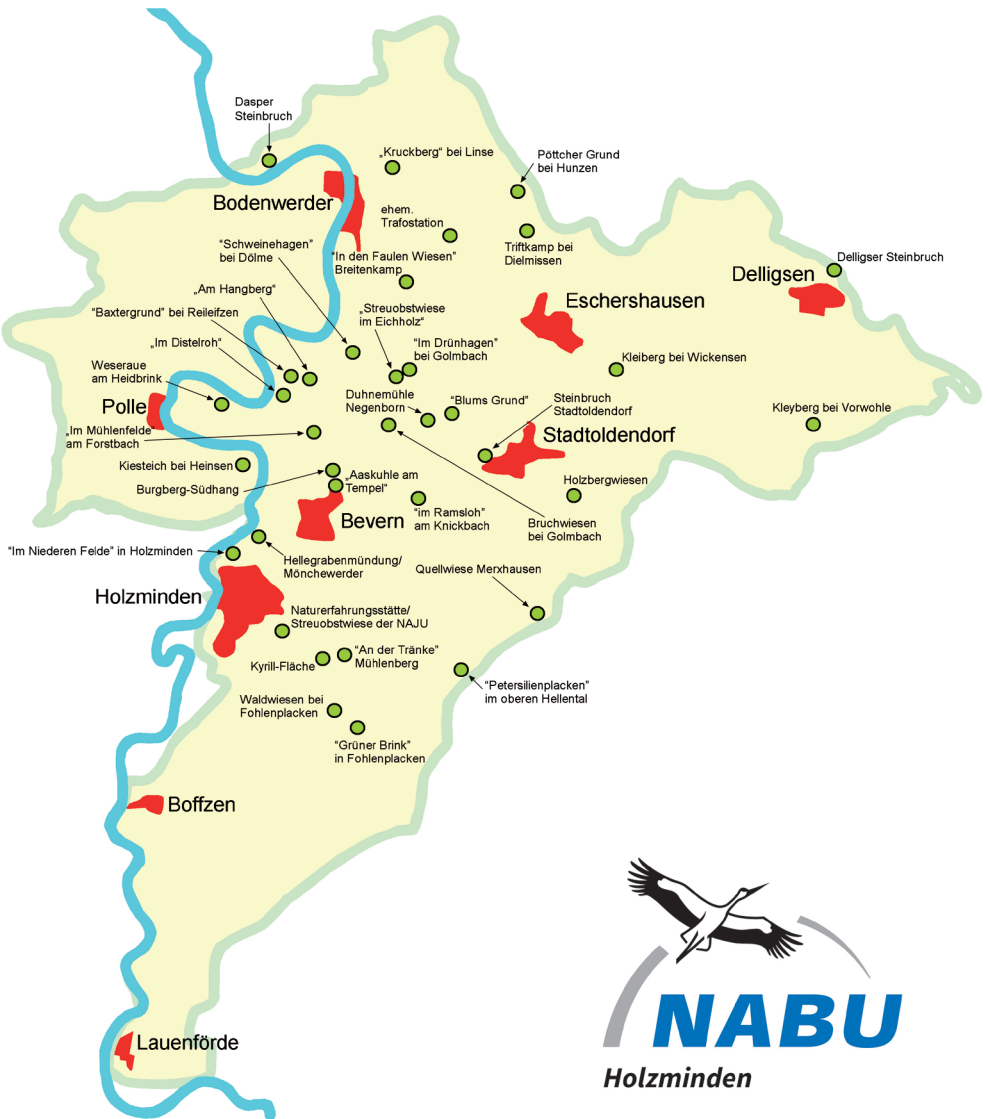 Dasper
Steinbruch
„Kruckberg“ bei Linse
Pöttcher Grund
bei Hunzen
Bodenwerder
ehem.
Trafostation
“Schweinehagen”
bei Dölme
“In den Faulen Wiesen”
Breitenkamp
Triftkamp bei
Dielmissen
Delligser Steinbruch
Delligsen
„Am Hangberg“
Eschershausen
“Baxtergrund” bei Reileifzen
„Streuobstwiese
im Eichholz“
„Im Distelroh“
“Im Drünhagen”
bei Golmbach
Weseraue
am Heidbrink
Kleiberg bei Wickensen
Polle
Duhnemühle
Negenborn
“Blums Grund”
Steinbruch
Stadtoldendorf
Kleyberg bei Vorwohle
„Im Mühlenfelde“
am Forstbach
Stadtoldendorf
Kiesteich bei Heinsen
Burgberg-Südhang
„Aaskuhle am
Tempel“
Holzbergwiesen
Bevern
“im Ramsloh”
am Knickbach
Bruchwiesen
bei Golmbach
“Im Niederen Felde” in Holzminden
Hellegrabenmündung/
Mönchewerder
Quellwiese Merxhausen
Holzminden
Naturerfahrungsstätte/
Streuobstwiese der NAJU
Kyrill-Fläche
“An der Tränke”
Mühlenberg
“Petersilienplacken”
im oberen Hellental
Waldwiesen bei
Fohlenplacken
“Grüner Brink”
in Fohlenplacken
Boffzen
Lauenförde
NABU
Holzminden